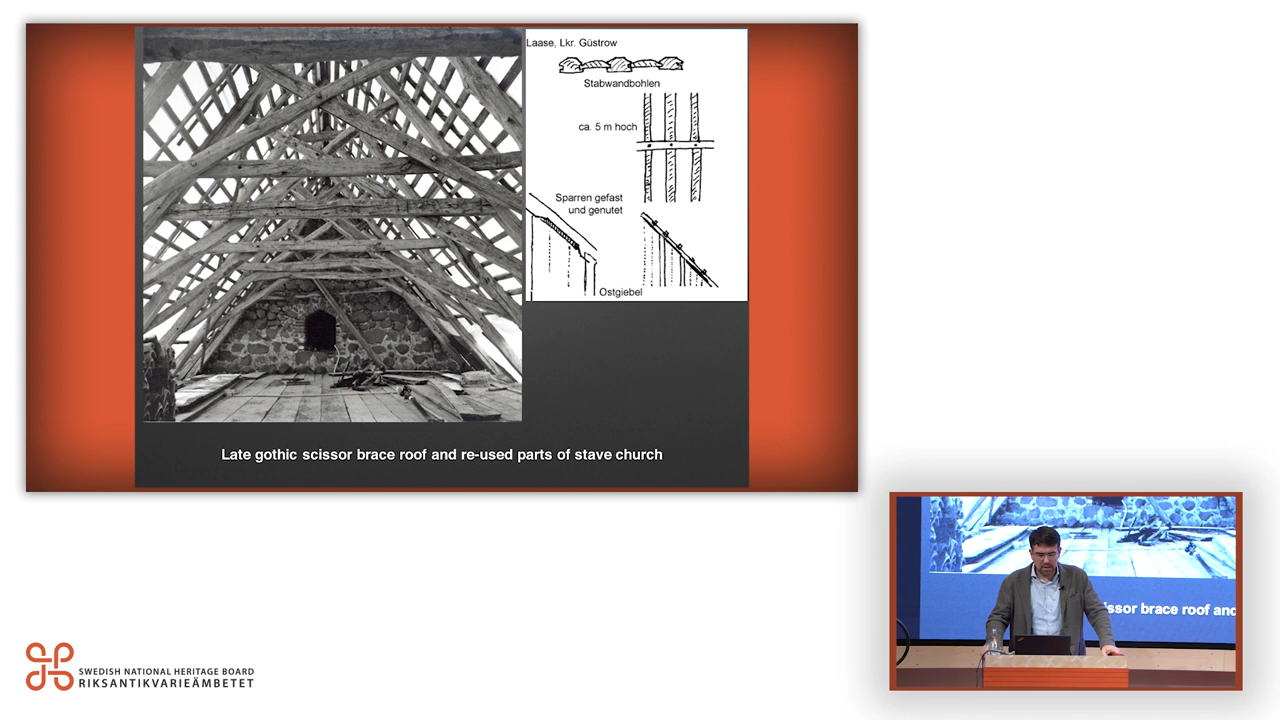 Laase, Lkr. Güstrow
Stabwandbohlen
ca. 5 m hoch
Sparren gefast
und genutet
Ostgiebel
Late gothic scissor brace roof and re-used parts of stave church
issor brace roof and
SWEDISH NATIONAL HERITAGE BOARD
RIKSANTIKVARIEÄMBETET